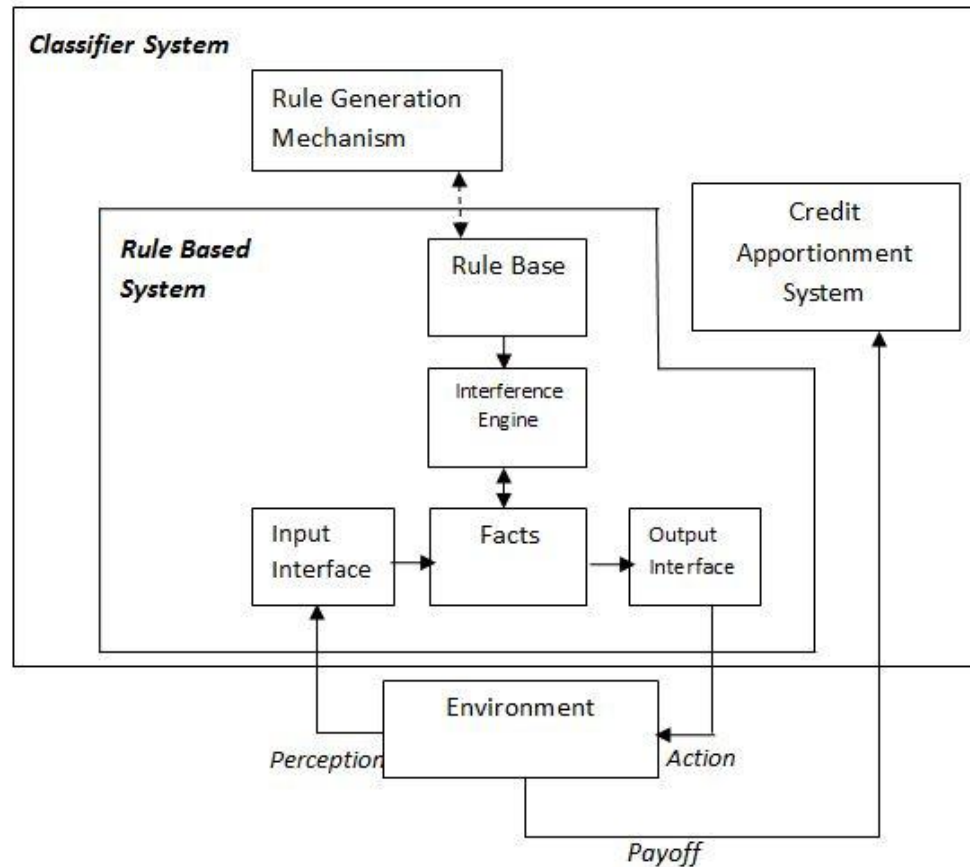 Classifier System
Rule Generation
Mechanism
Credit
Apportionment
System
Rule Based
System
Rule Base
Interference
Engine
Input
Interface
Facts
Output
Interface
Environment
Perception
Action
Payoff